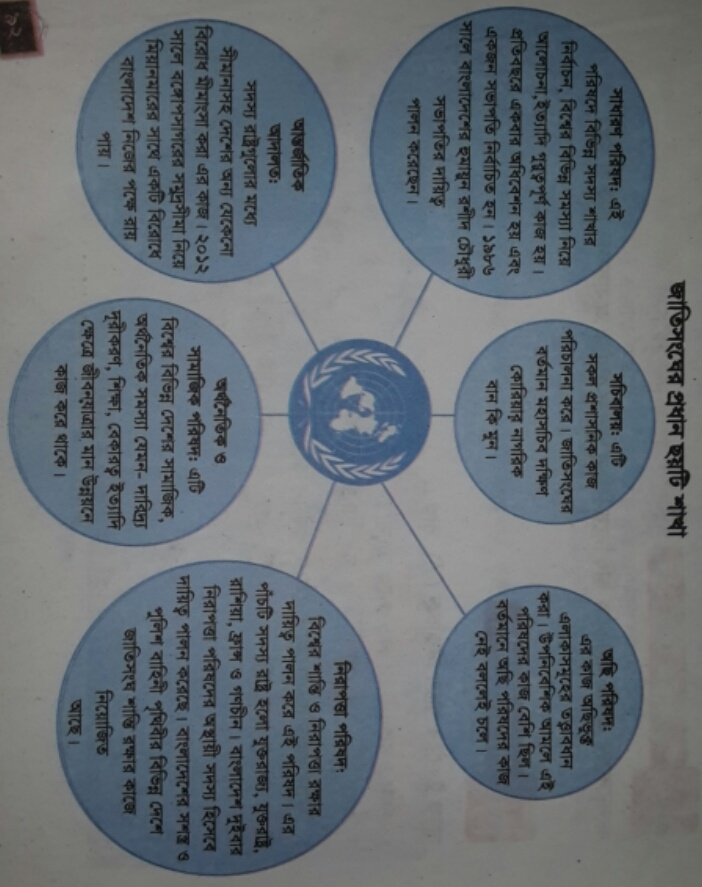 জাতিসংঘের প্রধান ছয়টি শাখা
সাধারণ পরিষদ: এই
পরিষদে বিভিন্ন সদস্য শাখার
নির্বাচন, বিশ্বের বিভিন্ন সমস্যা নিয়ে
আলোচনা,ইত্যাদি গুরুত্বপূর্ণ কাজ হয়।
প্রতিবছরে একবার অধিবেশন হয় এবং
একজন সভাপতি নির্বাচিত হন। ১৯৮৬
সালে বাংলাদেশের হুমায়ুন রশীদ চৌধুরী
সভাপতির দায়িত্ব
পালন করেছেন।
সচিবালয়: এটি
সকল প্রশাসনিক কাজ
পরিচালনা করে। জাতিসংঘের
বর্তমান মহাসচিব দক্ষিণ
কোরিয়ার নাগরিক
বান কি মুন।
অছি পরিষদ:
এর কাজ অছিভুক্ত
এলাকাসমূহের তত্ত্বাবধান
করা। উপনিবেশিক আমলে এই
পরিষদের কাজ বেশ ছিল।
বর্তমানে অছি পরিষদের কাজ
নেই বললেই চলে।
আন্তর্জাতিক
আদালত:
সদস্য রাষ্ট্রগুলোর মধ্যে
সীমানাসহ দেশের অন্য যেকোনো
বিরোধ মীমাংসা করা এর কাজ। ২০১২
সালে বঙ্গোপসাগরের সমুদ্রসীমা নিয়ে
মিয়ানমারের সাথে একটি বিরোধে
বাংলাদেশ নিজের পক্ষে রায়
পায়।
অর্থনৈতিক ও
সামাজিক পরিষদ: এটি
বিশ্বের বিভিন্ন দেশের সামাজিক,
অর্থনৈতিক সমস্যা যেমন- দারিদ্র্য
দূরীকরণ, শিক্ষা, বেকারত্ব ইত্যাদি
ক্ষেত্রে জীবনযাত্রার মান উন্নয়নে
কাজ করে থাকে।
নিরাপত্তা পরিষদ:
বিশ্বের শান্তি ও নিরাপত্তা রক্ষার
দায়িত্ব পালন করে এই পরিষদ। এর
পাঁচটি সদস্য রাষ্ট্র হলো যুক্তরাজ্য, যুক্তরাষ্ট্র,
রাশিয়া, ফ্রান্স ও গণচীন। বাংলাদেশ দুইবার
নিরাপত্তা পরিষদের অস্থায়ী সদস্য হিসেবে
দায়িত্ব পালন করেছে। বাংলাদেশের সশস্ত্র ও
পুলিশ বাহিনী পৃথিবীর বিভিন্ন দেশে
জাতিসংঘে শান্তি রক্ষার কাজে
নিয়োজিত
আছে।